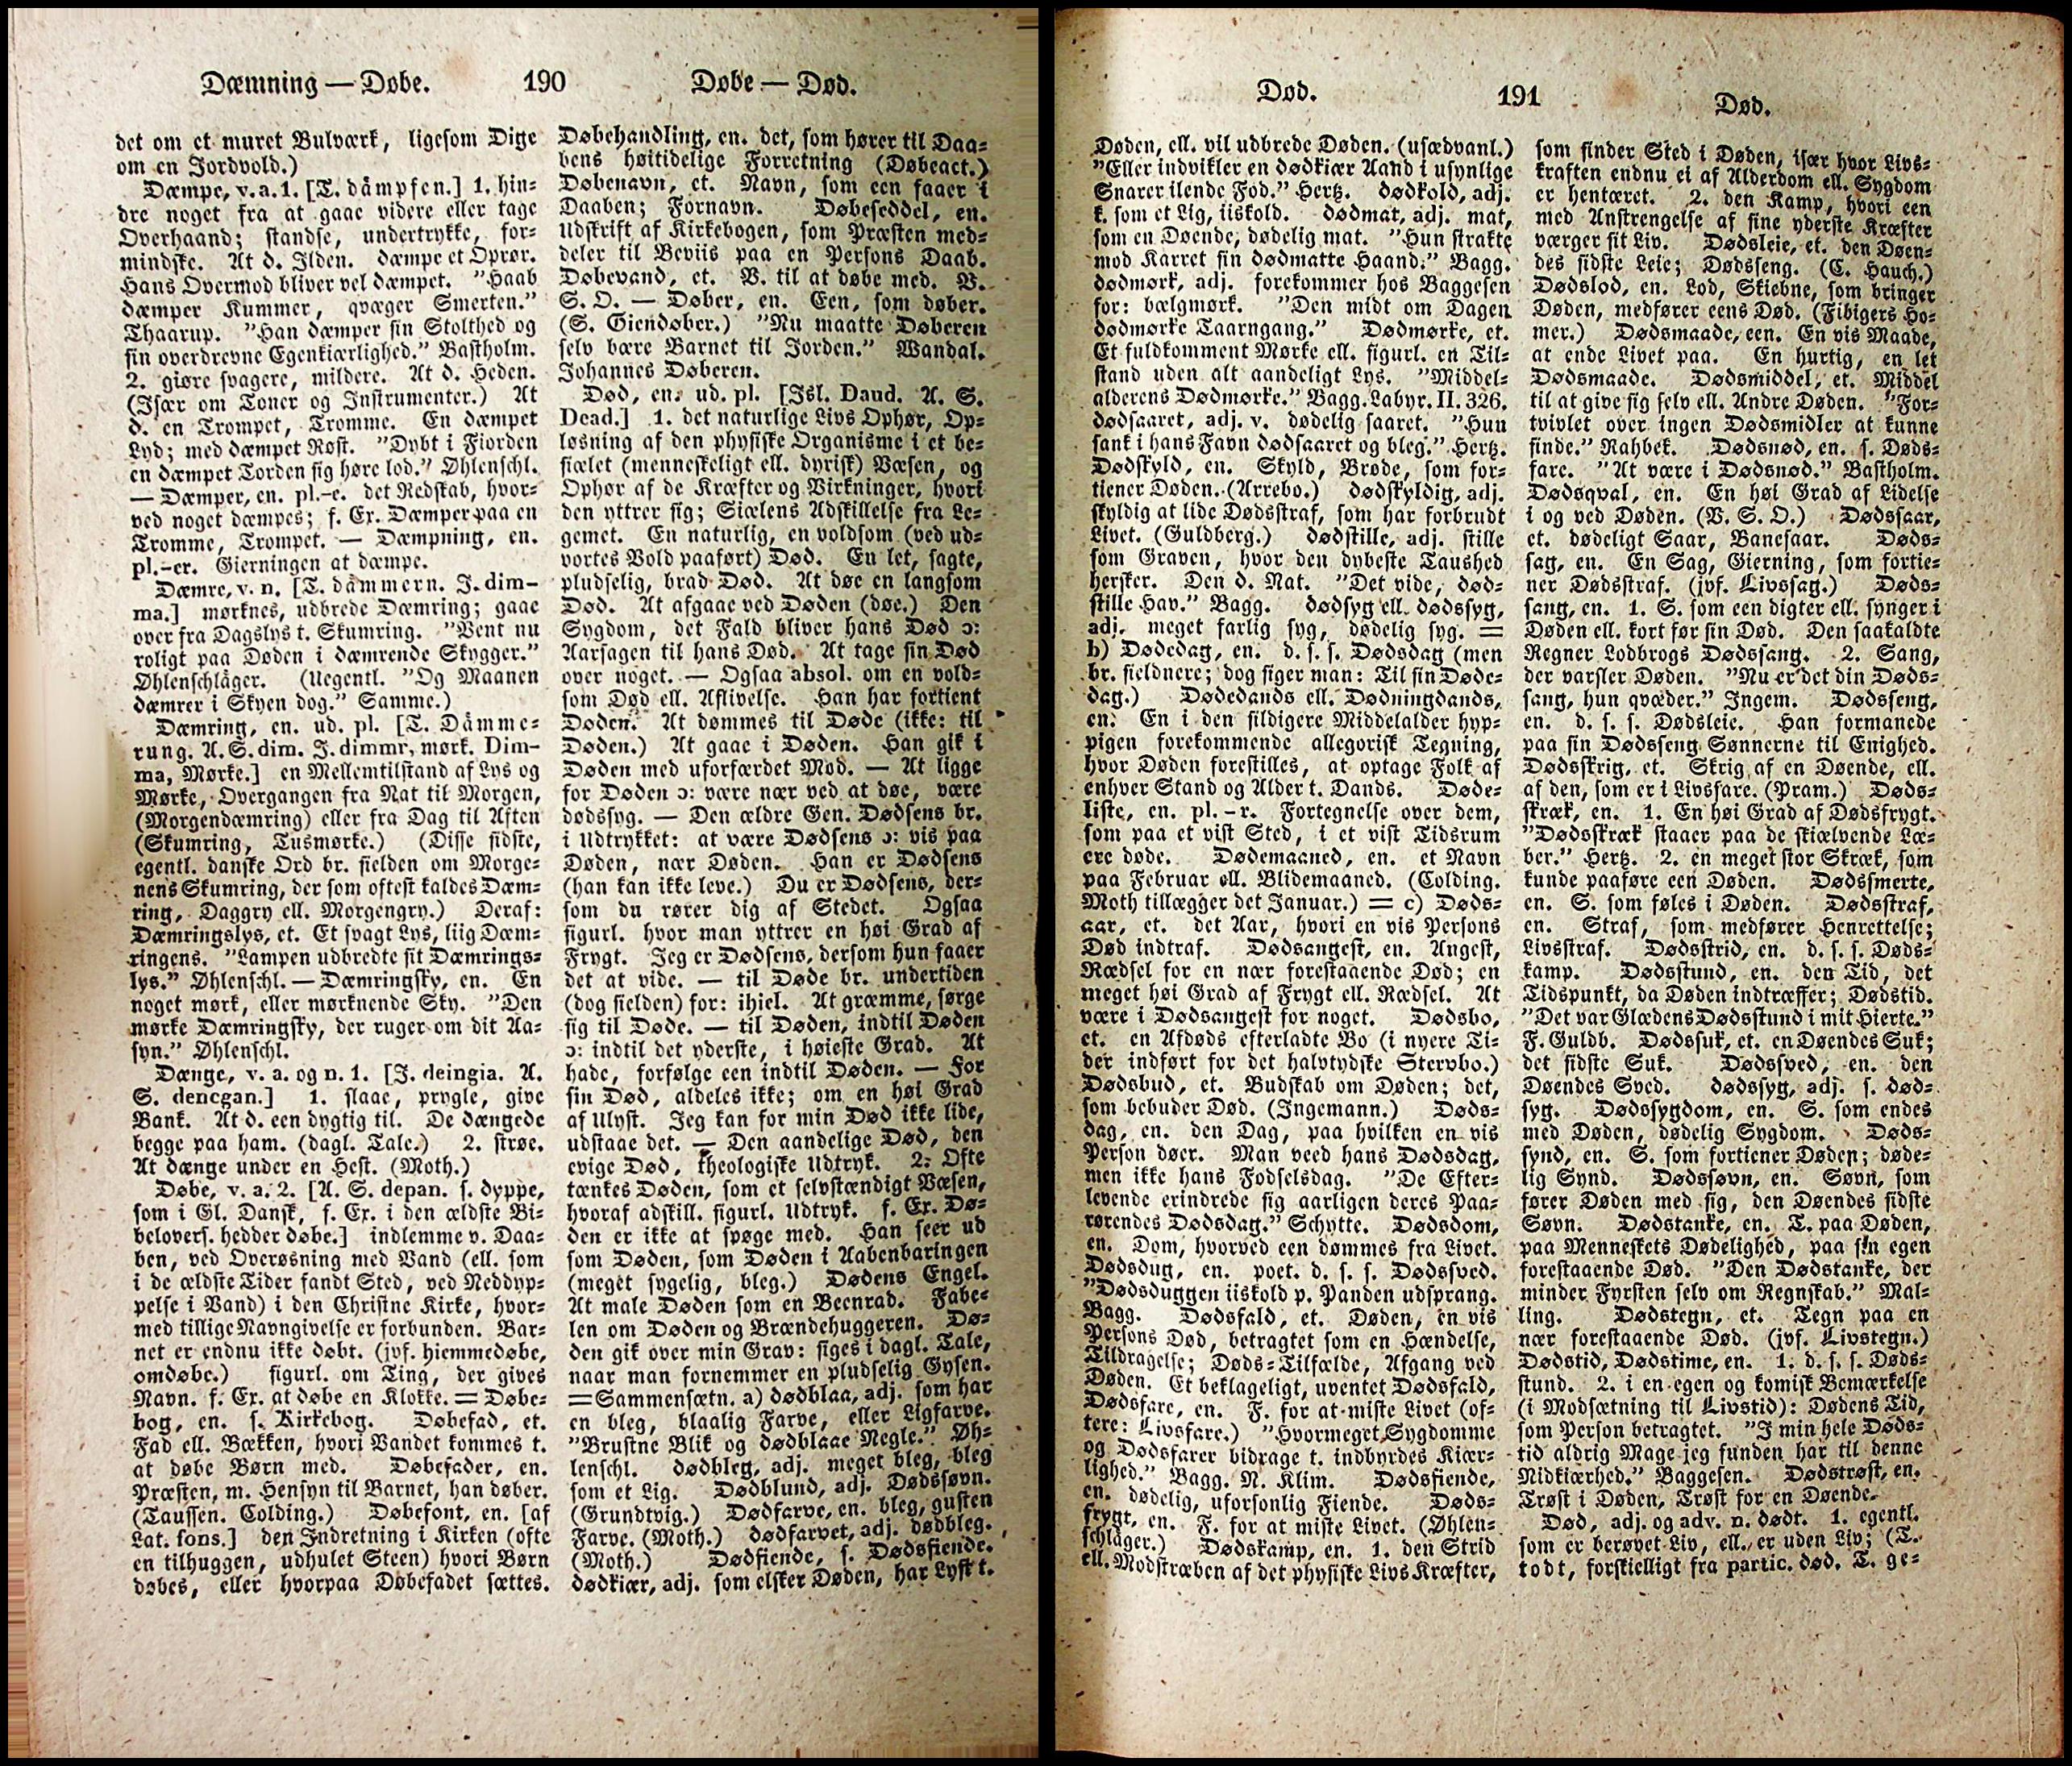 Dæmning — Døbe.
190
Døbe — Død.
det om et muret Bulværk, ligesom Dige
om en Jordvold.)
Dæmpe, v. a. 1. [T. dämpfen.] 1. hin-
dre noget fra at gaae videre eller tage
Overhaand; standse, undertrykke, for-
mindske. At d. Ilden. dæmpe et Oprør.
Hans Overmod bliver vel dæmpet. "Haab
dæmper Kummer, qvæger Smerten."
Thaarup. "Han dæmper sin Stolthed og
sin overdrevne Egenkiærlighed." Bastholm.
2. giøre svagere, mildere. At d. Heden.
(Især om Toner og Instrumenter.) At
d. en Trompet, Tromme. En dæmpet
Lyd; med dæmpet Røst. "Dybt i Fiorden
en dæmpet Torden sig høre lod." Øhlenschl.
— Dæmper, en. pl.-e. det Redskab, hvor-
ved noget dæmpes; f. Ex. Dæmper paa en
Tromme, Trompet. — Dæmpning, en.
pl.-er. Gierningen at dæmpe.
Dæmre, v. n. [T. dämmern. J. dim-
ma.] mørknes, udbrede Dæmring; gaae
over fra Dagslys t. Skumring. "Vent nu
roligt paa Døden i dæmrende Skygger."
Øhlenschläger. (Uegentl. "Og Maanen
dæmrer i Skyen dog." Samme.)
Dæmring, en. ud. pl. [T. Dämme-
rung. A. S. dim. J. dimmr, mørk. Dim-
ma, Mørke.] en Mellemtilstand af Lys og
Mørke, Overgangen fra Nat til Morgen,
(Morgendæmring) eller fra Dag til Aften
(Skumring, Tusmørke.) (Disse sidste,
egentl. danske Ord br. sielden om Morge-
nens Skumring, der som oftest kaldes Dæm-
ring, Daggry ell. Morgengry.) Deraf:
Dæmringslys, et. Et svagt Lys, liig Dæm-
ringens. "Lampen udbredte sit Dæmrings-
lys." Øhlenschl. — Dæmringsky, en. En
noget mørk, eller mørknende Sky. "Den
mørke Dæmringsky, der ruger om dit Aa-
syn." Øhlenschl.
Dænge, v. a. og n. 1. [J. deingia. A.
S. dencgan.] 1. slaae, prygle, give
Bank. At d. een dygtig til. De dængede
begge paa ham. (dagl. Tale.) 2. strøe.
At dænge under en Hest. (Moth.)
Døbe, v. a. 2. [A. S. depan. s. dyppe,
som i Gl. Dansk, f. Ex. i den ældste Bi-
belovers. hedder døbe.] indlemme v. Daa-
ben, ved Overøsning med Vand (ell. som
i de ældste Tider fandt Sted, ved Neddyp-
pelse i Vand) i den Christne Kirke, hvor-
med tillige Navngivelse er forbunden. Bar-
net er endnu ikke døbt. (jvf. hiemmedøbe,
omdøbe.) figurl. om Ting, der gives
Navn. f. Ex. at døbe en Klokke. = Døbe-
bog, en. s. Kirkebog. Døbefad, et.
Fad ell. Bækken, hvori Vandet kommes t.
at døbe Børn med. Døbefader, en.
Præsten, m. Hensyn til Barnet, han døber.
(Taussen. Colding.) Døbefont, en. [af
Lat. fons.] den Indretning i Kirken (ofte
en tilhuggen, udhulet Steen) hvori Børn
døbes, eller hvorpaa Døbefadet sættes.
Døbehandling, en. det, som hører til Daa-
bens høitidelige Forretning (Døbeact.)
Døbenavn, et. Navn, som een faaer i
Daaben; Fornavn. Døbeseddel, en.
Udskrift af Kirkebogen, som Præsten med-
deler til Beviis paa en Persons Daab.
Døbevand, et. V. til at døbe med. V.
S. O. — Døber, en. Een, som døber.
(S. Giendøber.) "Nu maatte Døberen
selv bære Barnet til Jorden." Wandal.
Johannes Døberen.
Død, en. ud. pl. [Isl. Daud. A. S.
Dead.] 1. det naturlige Livs Ophør, Op-
løsning af den physiske Organisme i et be-
siælet (menneskeligt ell. dyrisk) Væsen, og
Ophør af de Kræfter og Virkninger, hvori
den yttrer sig; Siælens Adskillelse fra Le-
gemet. En naturlig, en voldsom (ved ud-
vortes Vold paaført) Død. En let, sagte,
pludselig, brad Død. At døe en langsom
Død. At afgaae ved Døden (døe.) Den
Sygdom, det Fald bliver hans Død ɔ:
Aarsagen til hans Død. At tage sin Død
over noget. — Ogsaa absol. om en vold-
som Død ell. Aflivelse. Han har fortient
Døden. At dømmes til Døde (ikke: til
Døden.) At gaae i Døden. Han gik i
Døden med uforfærdet Mod. — At ligge
for Døden ɔ: være nær ved at døe, være
dødssyg. — Den ældre Gen. Dødsens br.
i Udtrykket: at være Dødsens ɔ: vis paa
Døden, nær Døden. Han er Dødsens
(han kan ikke leve.) Du er Dødsens, der-
som du rører dig af Stedet. Ogsaa
figurl. hvor man yttrer en høi Grad af
Frygt. Jeg er Dødsens, dersom hun faaer
det at vide. — til Døde br. undertiden
(dog sielden) for: ihiel. At græmme, sørge
sig til Døde. — til Døden, indtil Døden
ɔ: indtil det yderste, i høieste Grad. At
hade, forfølge een indtil Døden. — For
sin Død, aldeles ikke; om en høi Grad
af Ulyst. Jeg kan for min Død ikke lide,
udstaae det. — Den aandelige Død, den
evige Død, theologiske Udtryk. 2. Ofte
tænkes Døden, som et selvstændigt Væsen,
hvoraf adskill. figurl. Udtryk. f. Ex. Dø-
den er ikke at spøge med. Han seer ud
som Døden, som Døden i Aabenbaringen
(meget sygelig, bleg.) Dødens Engel.
At male Døden som en Beenrad. Fabe-
len om Døden og Brændehuggeren. Dø-
den gik over min Grav: siges i dagl. Tale,
naar man fornemmer en pludselig Gysen.
=Sammensætn. a) dødblaa, adj. som har
en bleg, blaalig Farve, eller Ligfarve.
"Brustne Blik og dødblaae Negle." Øh-
lenschl. dødbleg, adj. meget bleg, bleg
som et Lig. Dødblund, adj. Dødssøvn.
(Grundtvig.) Dødfarve, en. bleg, gusten
Farve. (Moth.) dødfarvet, adj. dødbleg.
(Moth.) Dødfiende, s. Dødsfiende.
dødkiær, adj. som elsker Døden, har Lyst t.
Død.
191
Død.
Døden, ell. vil udbrede Døden. (usædvanl.)
"Eller indvikler en dødkiær Aand i usynlige
Snarer ilende Fod." Hertz. dødkold, adj.
k. som et Lig, iiskold. dødmat, adj. mat,
som en Døende, dødelig mat. "Hun strakte
mod Karret sin dødmatte Haand." Bagg.
dødmørk, adj. forekommer hos Baggesen
for: bælgmørk. "Den midt om Dagen
dødmørke Taarngang." Dødmørke, et.
Et fuldkomment Mørke ell. figurl. en Til-
stand uden alt aandeligt Lys. "Middel-
alderens Dødmørke." Bagg. Labyr. II. 326.
dødsaaret, adj. v. dødelig saaret. "Hun
sank i hans Favn dødsaaret og bleg." Hertz.
Dødskyld, en. Skyld, Brøde, som for-
tiener Døden. (Arrebo.) dødskyldig, adj.
skyldig at lide Dødsstraf, som har forbrudt
Livet. (Guldberg.) dødstille, adj. stille
som Graven, hvor den dybeste Taushed
hersker. Den d. Nat. "Det vide, død-
stille Hav." Bagg. dødsyg ell. dødssyg,
adj. meget farlig syg, dødelig syg. =
b) Dødedag, en. d. s. s. Dødsdag (men
br. sieldnere; dog siger man: Til sin Døde-
dag.) Dødedands ell. Dødningdands,
en. En i den sildigere Middelalder hyp-
pigen forekommende allegorisk Tegning,
hvor Døden forestilles, at optage Folk af
enhver Stand og Alder t. Dands. Døde-
liste, en. pl. -r. Fortegnelse over dem,
som paa et vist Sted, i et vist Tidsrum
ere døde. Dødemaaned, en. et Navn
paa Februar ell. Blidemaaned. (Colding.
Moth tillægger det Januar.) = c) Døds-
aar, et. det Aar, hvori en vis Persons
Død indtraf. Dødsangest, en. Angest,
Rædsel for en nær forestaaende Død; en
meget høi Grad af Frygt ell. Rædsel. At
være i Dødsangest for noget. Dødsbo,
et. en Afdøds efterladte Bo (i nyere Ti-
der indført for det halvtydske Stervbo.)
Dødsbud, et. Budskab om Døden; det,
som bebuder Død. (Ingemann.) Døds-
dag, en. den Dag, paa hvilken en vis
Person døer. Man veed hans Dødsdag,
men ikke hans Fødselsdag. "De Efter-
levende erindrede sig aarligen deres Paa-
rørendes Dødsdag." Schytte. Dødsdom,
en. Dom, hvorved een dømmes fra Livet.
Dødsdug, en. poet. d. s. s. Dødssved.
"Dødsduggen iiskold p. Panden udsprang.
Bagg. Dødsfald, et. Døden, en vis
Persons Død, betragtet som en Hændelse,
Tildragelse; Døds-Tilfælde, Afgang ved
Døden. Et beklageligt, uventet Dødsfald,
Dødsfare, en. F. for at miste Livet (of-
tere: Livsfare.) "Hvormeget Sygdomme
og Dødsfarer bidrage t. indbyrdes Kiær-
lighed." Bagg. N. Klim. Dødsfiende,
en. dødelig, uforsonlig Fiende. Døds-
frygt, en. F. for at miste Livet. (Øhlen-
schläger.) Dødskamp, en. 1. den Strid
ell. Modstræben af det physiske Livs Kræfter,
som finder Sted i Døden, især hvor Livs-
kraften endnu ei af Alderdom ell. Sygdom
er hentæret. 2. den Kamp, hvori een
med Anstrengelse af sine yderste Kræfter
værger sit Liv. Dødsleie, et. den Døen-
des sidste Leie; Dødsseng. (C. Hauch.)
Dødslod, en. Lod, Skiebne, som bringer
Døden, medfører eens Død. (Fibigers Ho-
mer.) Dødsmaade, een. En vis Maade,
at ende Livet paa. En hurtig, en let
Dødsmaade. Dødsmiddel, et. Middel
til at give sig selv ell. Andre Døden. "For-
tvivlet over ingen Dødsmidler at kunne
finde." Rahbek. Dødsnød, en. s. Døds-
fare. "At være i Dødsnød." Bastholm.
Dødsqval, en. En høi Grad af Lidelse
i og ved Døden. (V. S. O.) Dødssaar,
et. dødeligt Saar, Banesaar. Døds-
sag, en. En Sag, Gierning, som fortie-
ner Dødsstraf. (jvf. Livssag.) Døds-
sang, en. 1. S. som een digter ell. synger i
Døden ell. kort før sin Død. Den saakaldte
Regner Lodbrogs Dødssang. 2. Sang,
der varsler Døden. "Nu er det din Døds-
sang, hun qvæder." Ingem. Dødsseng,
en. d. s. s. Dødsleie. Han formanede
paa sin Dødsseng Sønnerne til Enighed.
Dødsskrig, et. Skrig af en Døende, ell.
af den, som er i Livsfare. (Pram.) Døds-
skræk, en. 1. En høi Grad af Dødsfrygt.
"Dødsskræk staaer paa de skiælvende Læ-
ber." Hertz. 2. en meget stor Skræk, som
kunde paaføre een Døden. Dødssmerte,
en. S. som føles i Døden. Dødsstraf,
en. Straf, som medfører Henrettelse;
Livsstraf. Dødsstrid, en. d. s. s. Døds-
kamp. Dødsstund, en. den Tid, det
Tidspunkt, da Døden indtræffer; Dødstid.
"Det var Glædens Dødsstund i mit Hierte."
F. Guldb. Dødssuk, et. en Døendes Suk;
det sidste Suk. Dødssved, en. den
Døendes Sved. dødssyg, adj. s. død-
syg. Dødssygdom, en. S. som endes
med Døden, dødelig Sygdom. Døds-
synd, en. S. som fortiener Døden; døde-
lig Synd. Dødssøvn, en. Søvn, som
fører Døden med sig, den Døendes sidste
Søvn. Dødstanke, en. T. paa Døden,
paa Menneskets Dødelighed, paa sin egen
forestaaende Død. "Den Dødstanke, der
minder Fyrsten selv om Regnskab." Mal-
ling. Dødstegn, et. Tegn paa en
nær forestaaende Død. (jvf. Livstegn.)
Dødstid, Dødstime, en. 1. d. s. s. Døds-
stund. 2. i en egen og komisk Bemærkelse
(i Modsætning til Livstid): Dødens Tid,
som Person betragtet. "I min hele Døds-
tid aldrig Mage jeg funden har til denne
Nidkiærhed." Baggesen. Dødstrøst, en.
Trøst i Døden, Trøst for en Døende.
Død, adj. og adv. n. dødt. 1. egentl.
som er berøvet Liv, ell. er uden Liv; (T.
todt, forskielligt fra partic. død. T. ge-